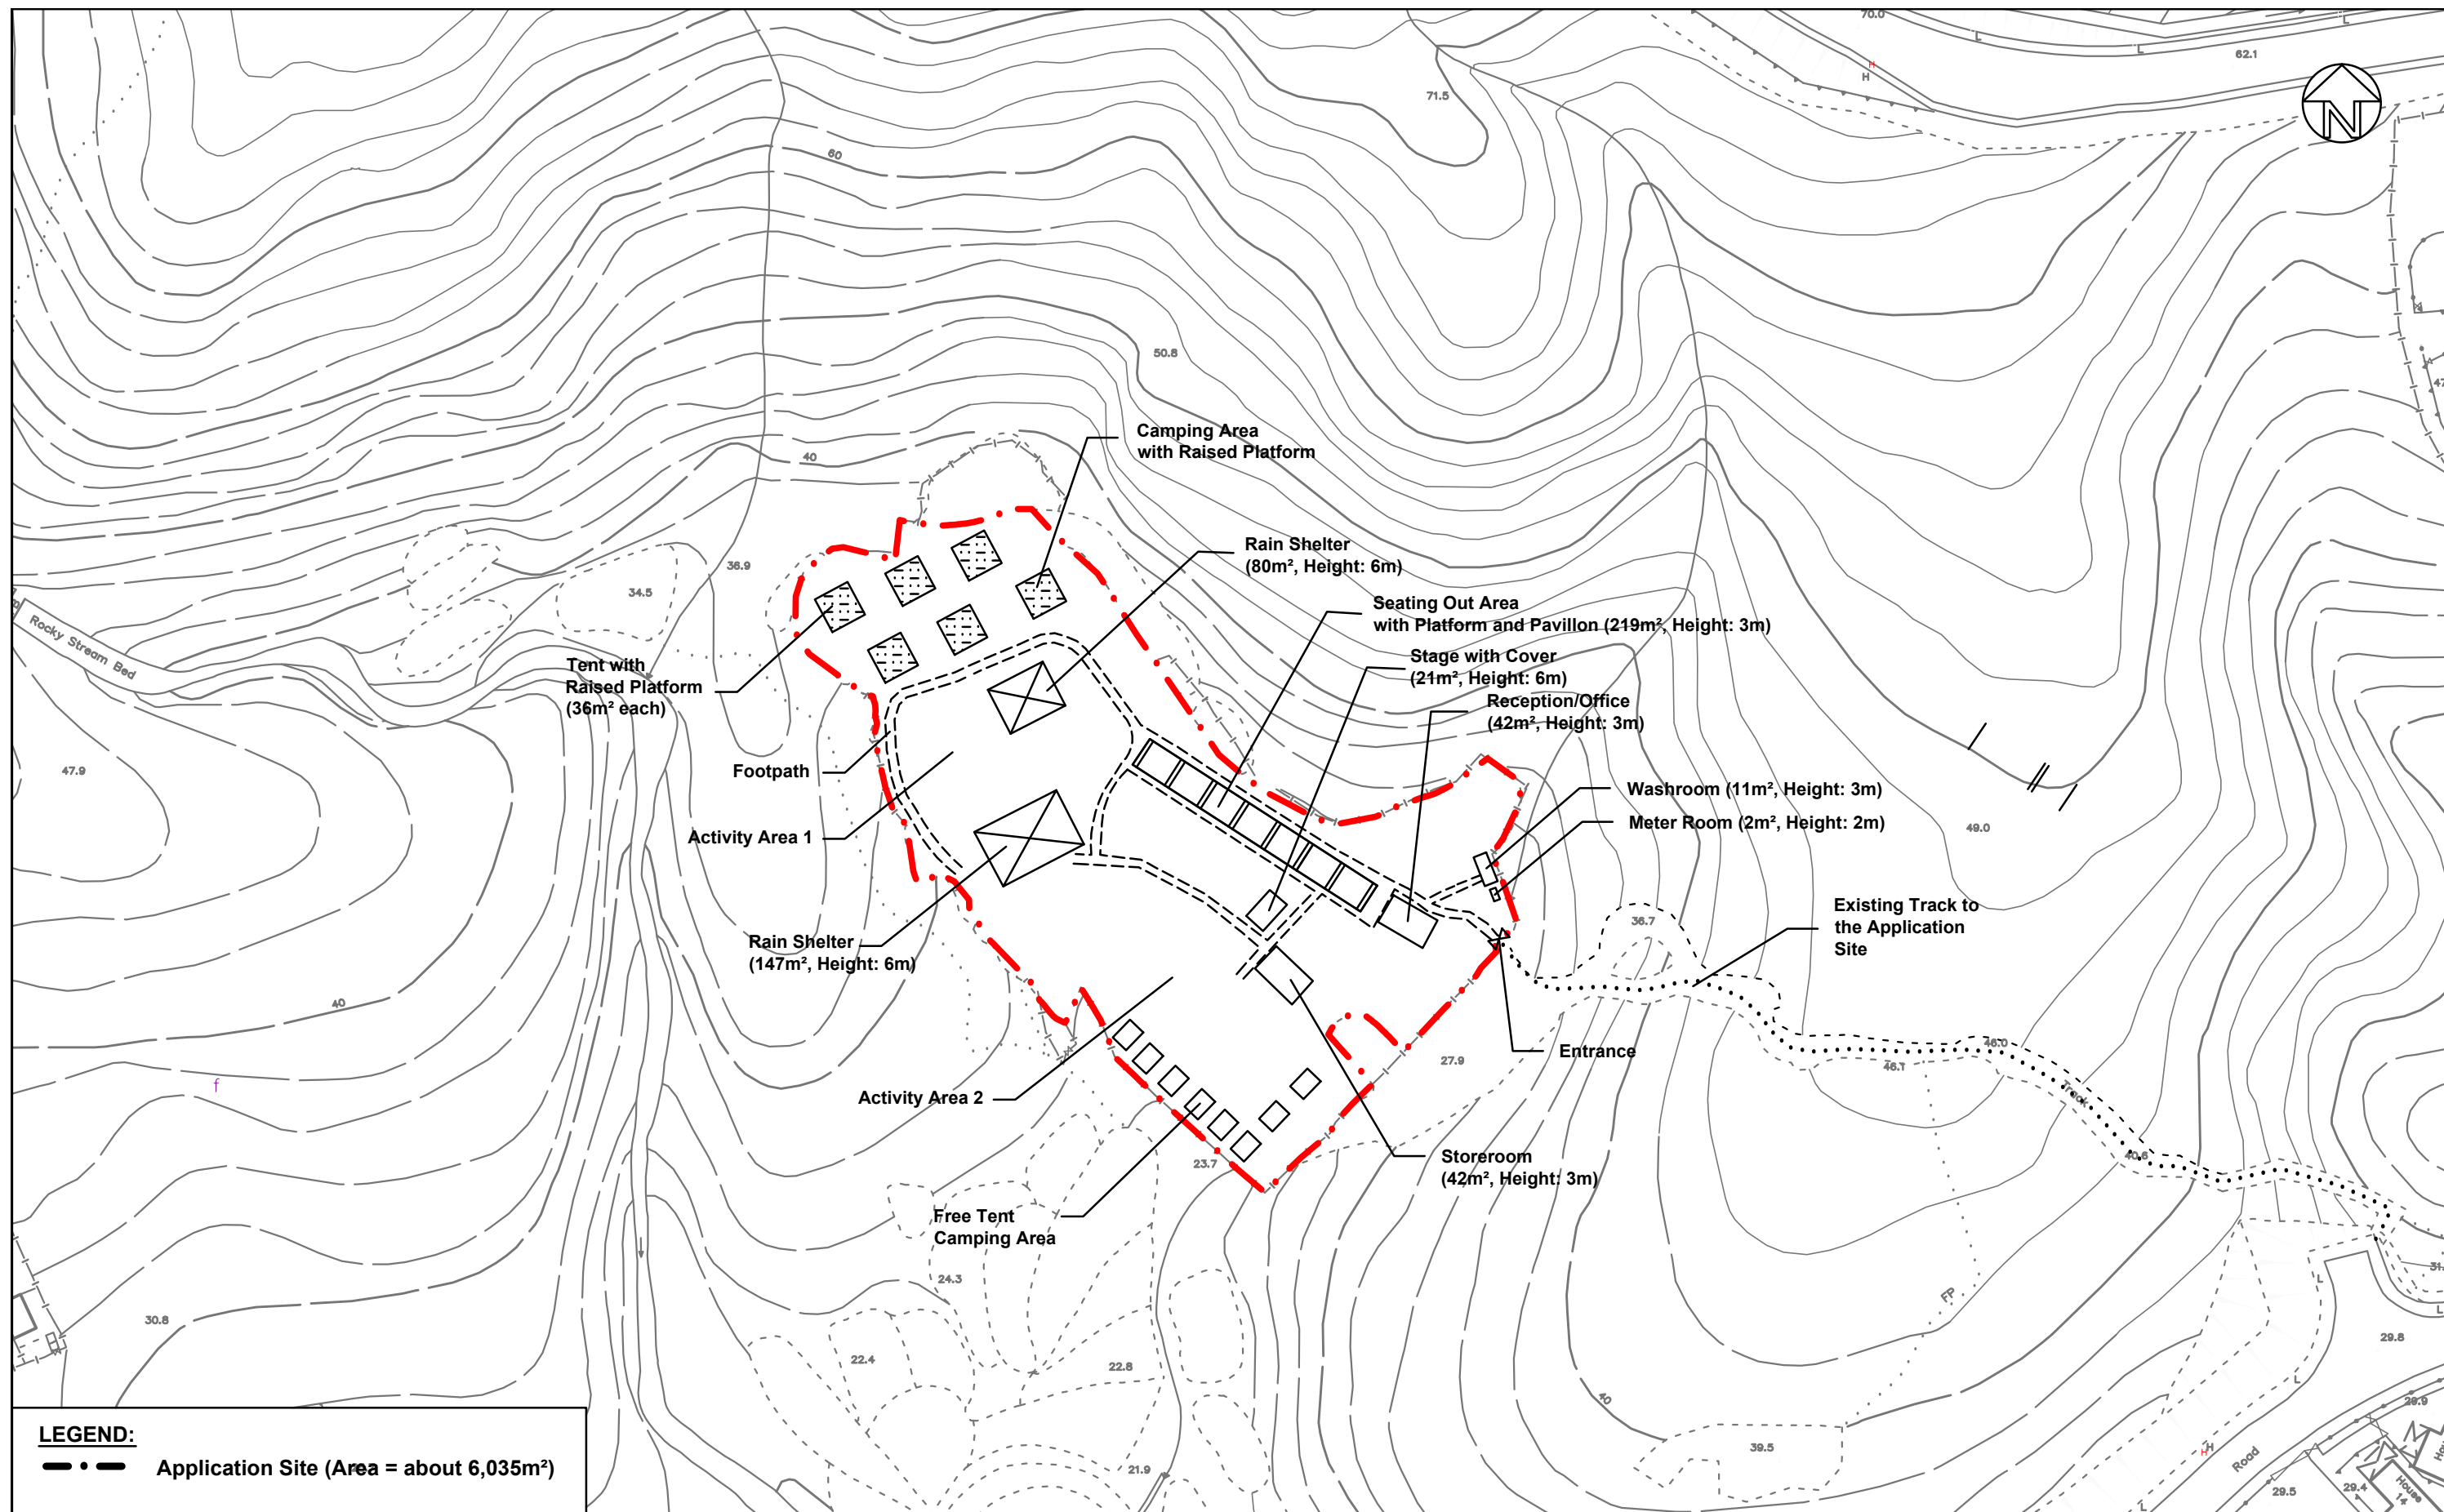 70.0
62.1
H
H
71.5
N
60
50.8
47
Camping Area
with Raised Platform
40
Rain Shelter
(80m², Height: 6m)
36.9
34.5
Seating Out Area
with Platform and Pavillon (219m², Height: 3m)
Rocky Stream Bed
Stage with Cover
(21m², Height: 6m)
Tent with
Raised Platform
(36m² each)
Reception/Office
(42m², Height: 3m)
47.9
Footpath
Washroom (11m², Height: 3m)
Meter Room (2m², Height: 2m)
49.0
Activity Area 1
Existing Track to
the Application
Site
36.7
Rain Shelter
(147m², Height: 6m)
40
46.0
Entrance
27.9
46.1
f
Track
Activity Area 2
40.6
Storeroom
(42m², Height: 3m)
23.7
Free Tent
Camping Area
24.3
FP
30.8
29.8
22.4
22.8
40
29.9
LEGEND:
Application Site (Area = about 6,035m²)
39.5
H
H
Road
21.9
29.5
29.4
House
14